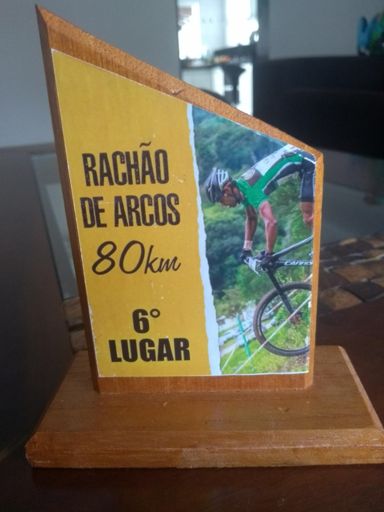 RACHÃO
DE ARCOS
80km
6°
LUGAR